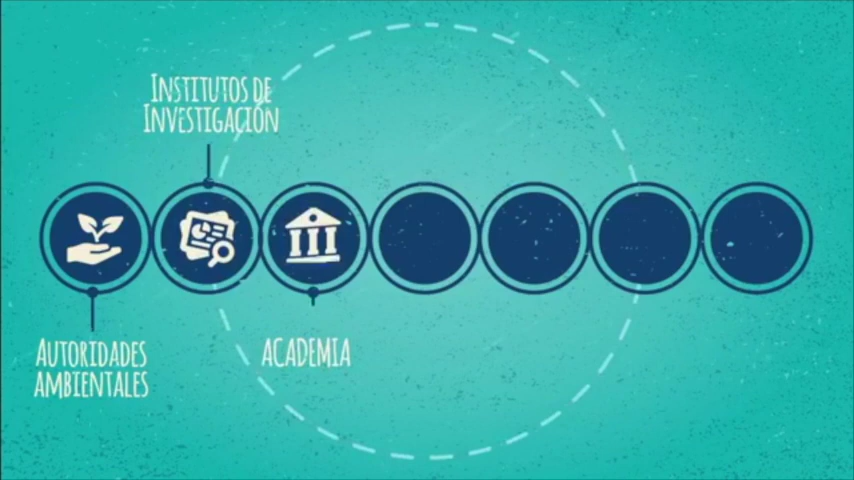 INSTITUTOS DE
INVESTIGACIÓN
AUTORIDADES
AMBIENTALES
ACADEMIA